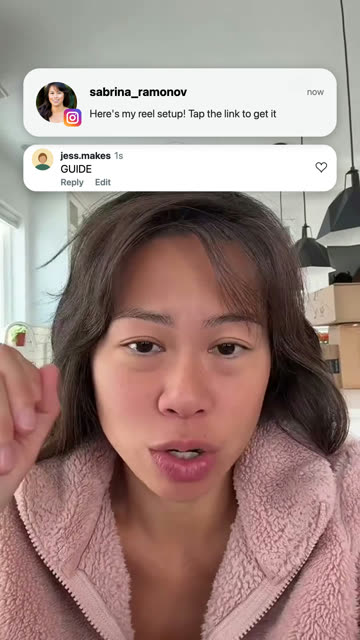 sabrina_ramonov now
Here's my reel setup! Tap the link to get it
jess.makes 1s
GUIDE
Reply Edit